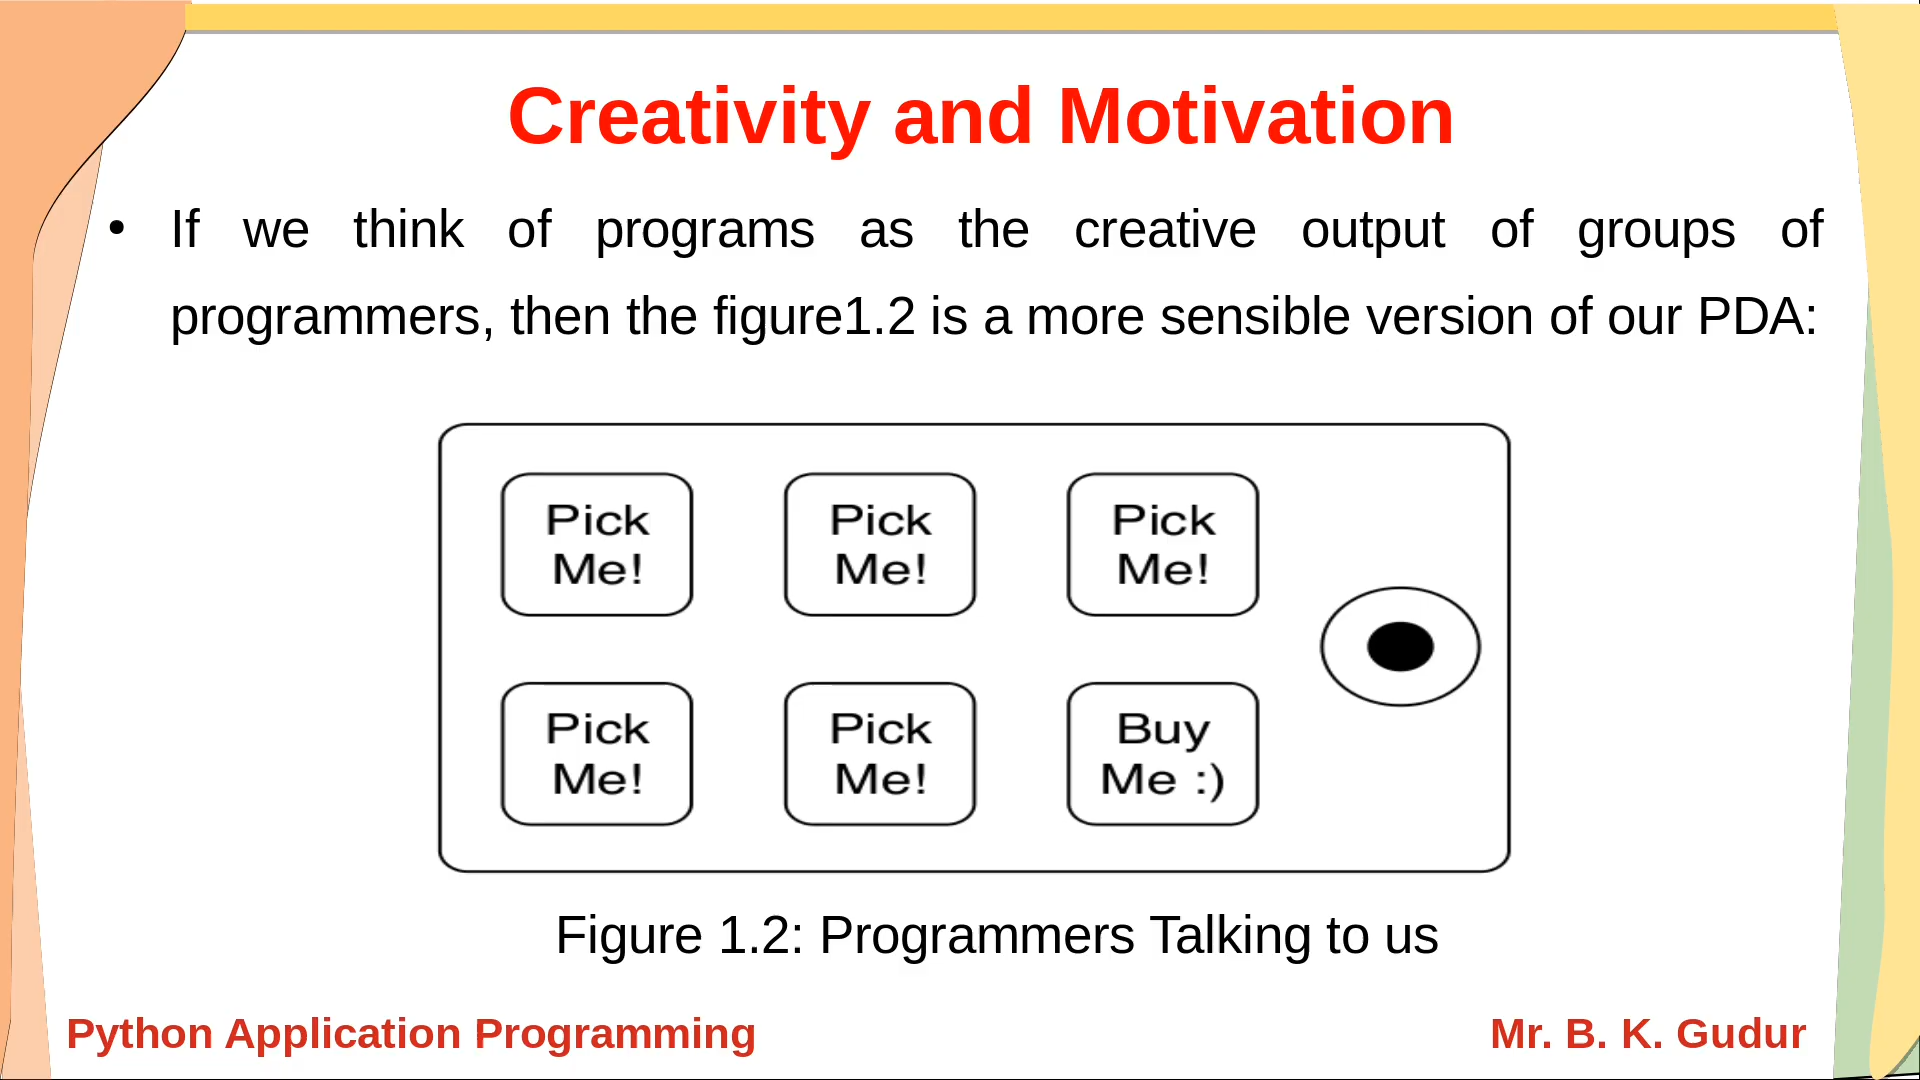 Creativity and Motivation
• If we think of programs as the creative output of groups of
programmers, then the figure1.2 is a more sensible version of our PDA:
Pick Me! Pick Me! Pick Me!
Pick Me! Pick Me! Buy Me :)
Figure 1.2: Programmers Talking to us
Python Application Programming
Mr. B. K. Gudur